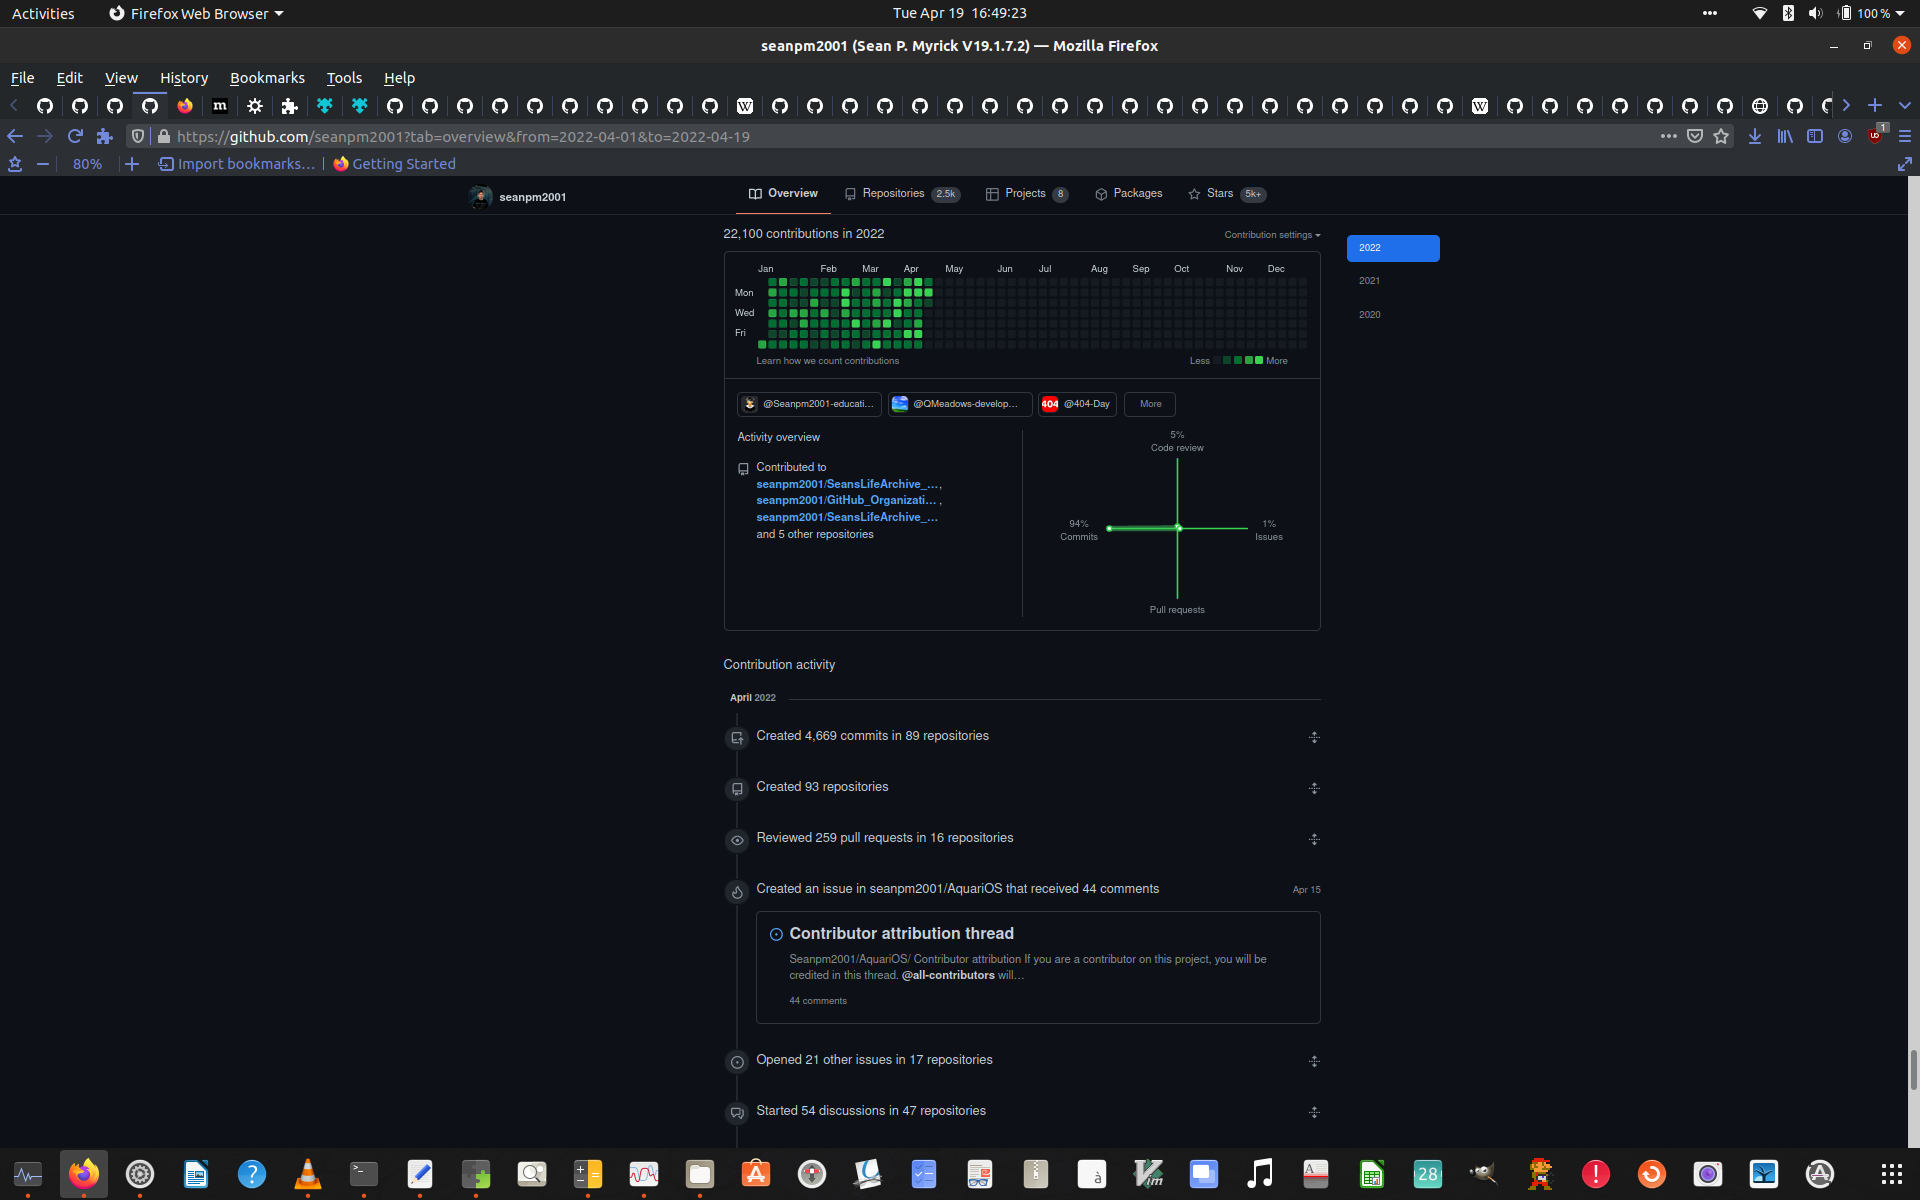 Activities
Firefox Web Browser
Tue Apr 19 16:49:23
100 %
seanpm2001 (Sean P. Myrick V19.1.7.2) — Mozilla Firefox
File Edit View History Bookmarks Tools Help
https://github.com/seanpm2001?tab=overview&from=2022-04-01&to=2022-04-19
1
80%
Import bookmarks...
Getting Started
seanpm2001
Overview
Repositories 2.5k
Projects 8
Packages
Stars 5k+
22,100 contributions in 2022
Contribution settings
2022
2021
2020
Jan Feb Mar Apr May Jun Jul Aug Sep Oct Nov Dec
Mon
Wed
Fri
Learn how we count contributions
Less More
@Seanpm2001-educati...
@QMeadows-develop...
404 @404-Day
More
Activity overview
Contributed to
seanpm2001/SeansLifeArchive_...,
seanpm2001/GitHub_Organizati... ,
seanpm2001/SeansLifeArchive_...
and 5 other repositories
5%
Code review
94%
Commits
1%
Issues
Pull requests
Contribution activity
April 2022
Created 4,669 commits in 89 repositories
Created 93 repositories
Reviewed 259 pull requests in 16 repositories
Created an issue in seanpm2001/AquariOS that received 44 comments
Apr 15
Contributor attribution thread
Seanpm2001/AquariOS/ Contributor attribution If you are a contributor on this project, you will be
credited in this thread. @all-contributors will...
44 comments
Opened 21 other issues in 17 repositories
Started 54 discussions in 47 repositories
28